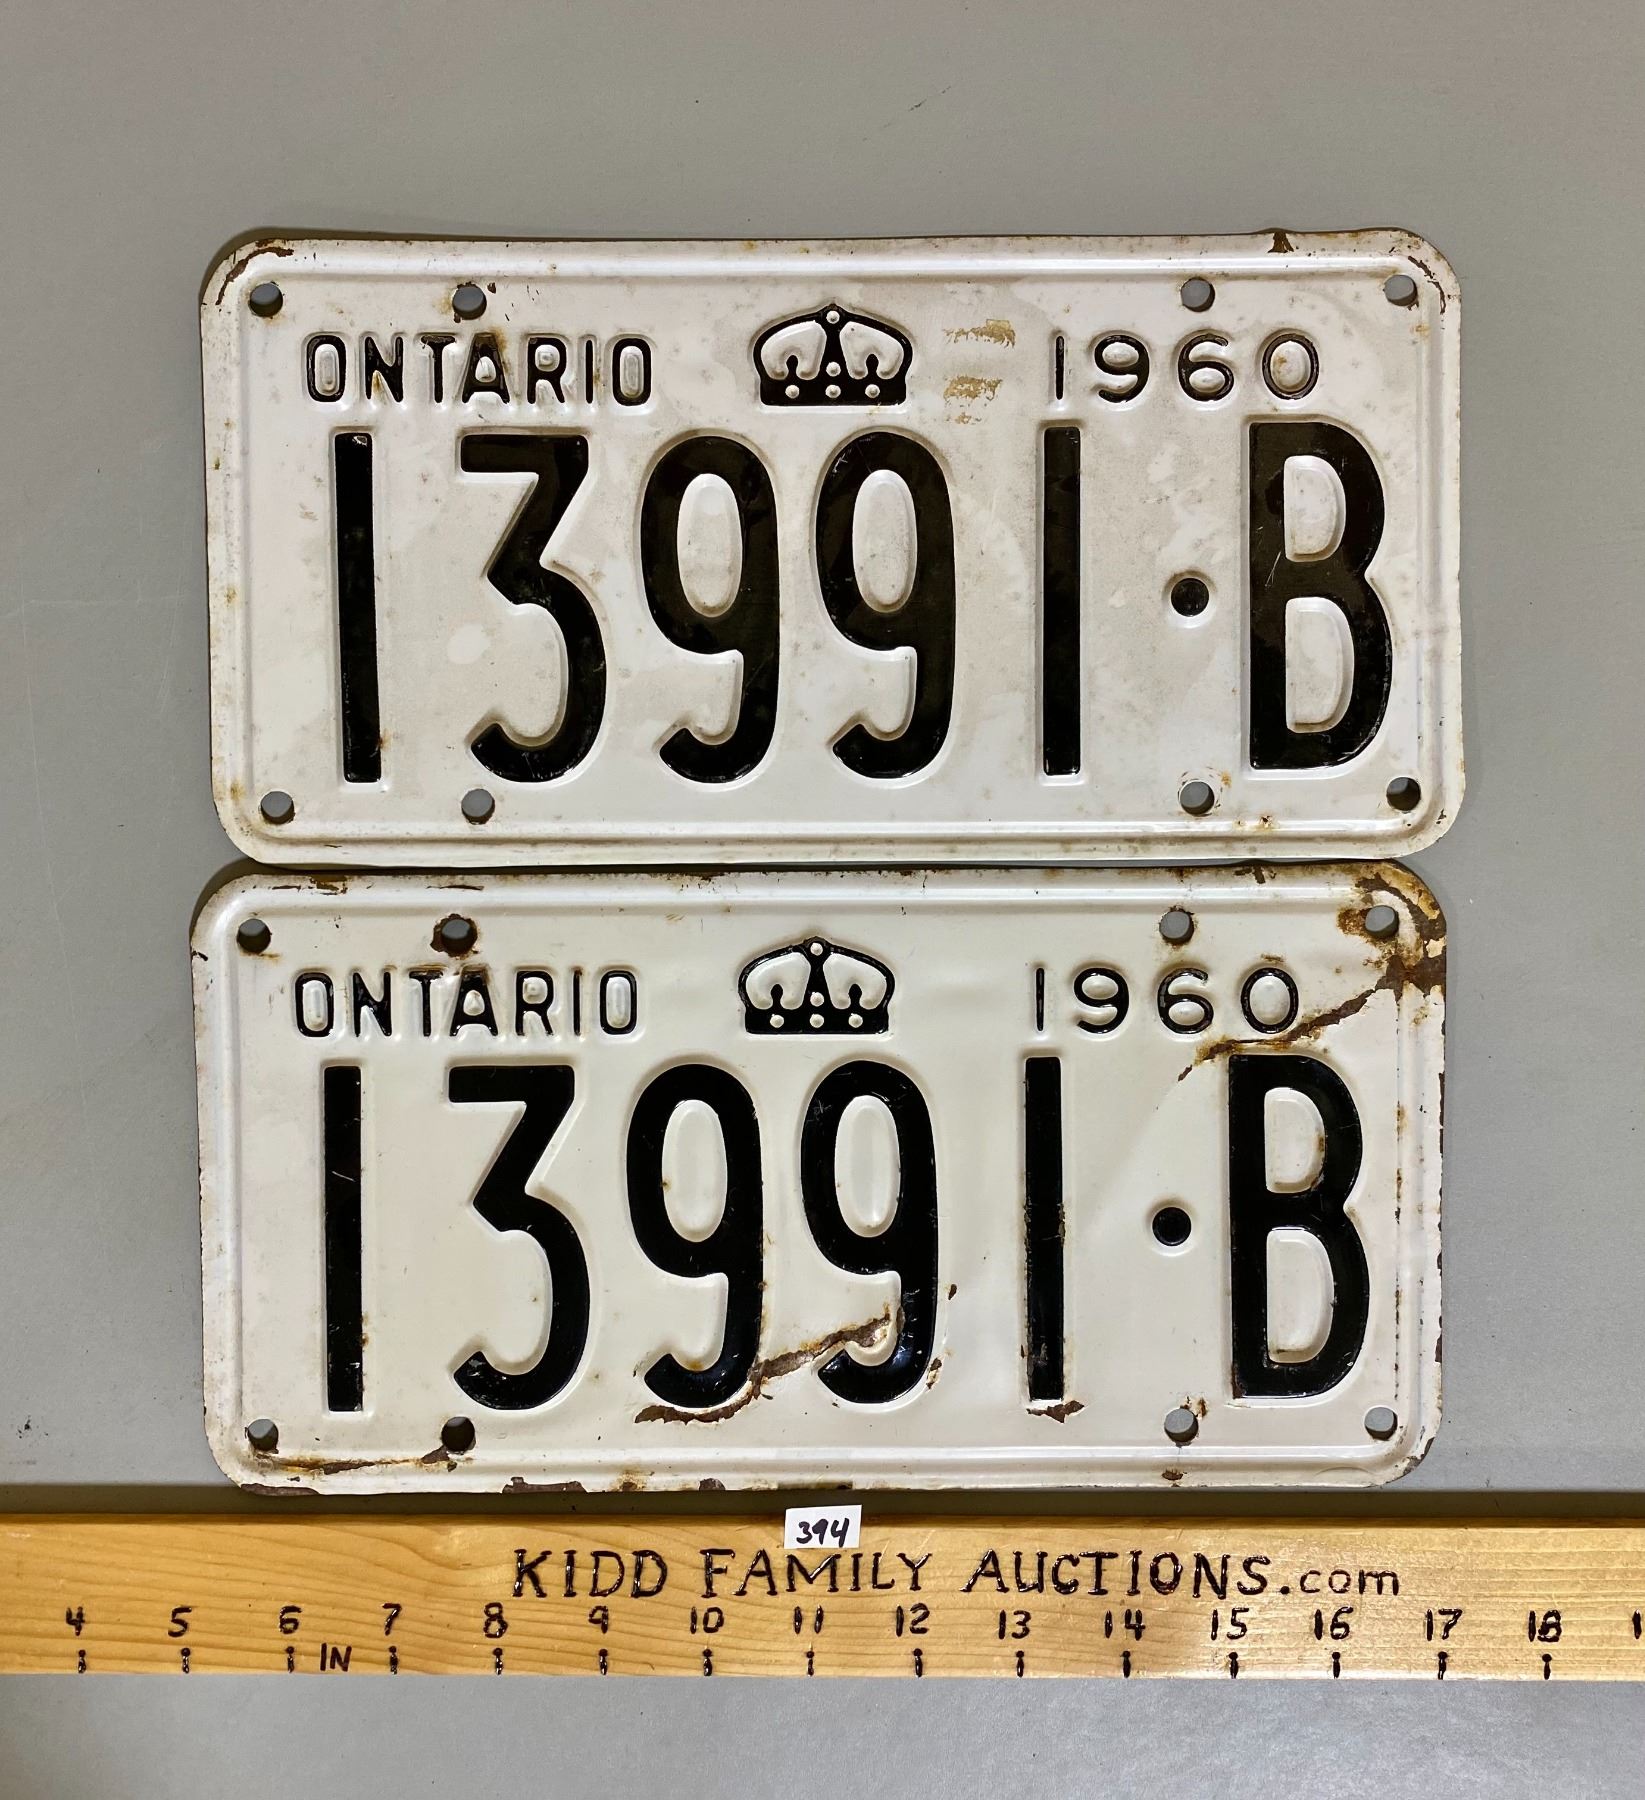 ONTARIO 1960
13991·B
ONTARIO 1960
13991·B
394
KIDD FAMILY AUCTIONS.com
4 5 6 7 8 9 10 11 12 13 14 15 16 17 18
IN